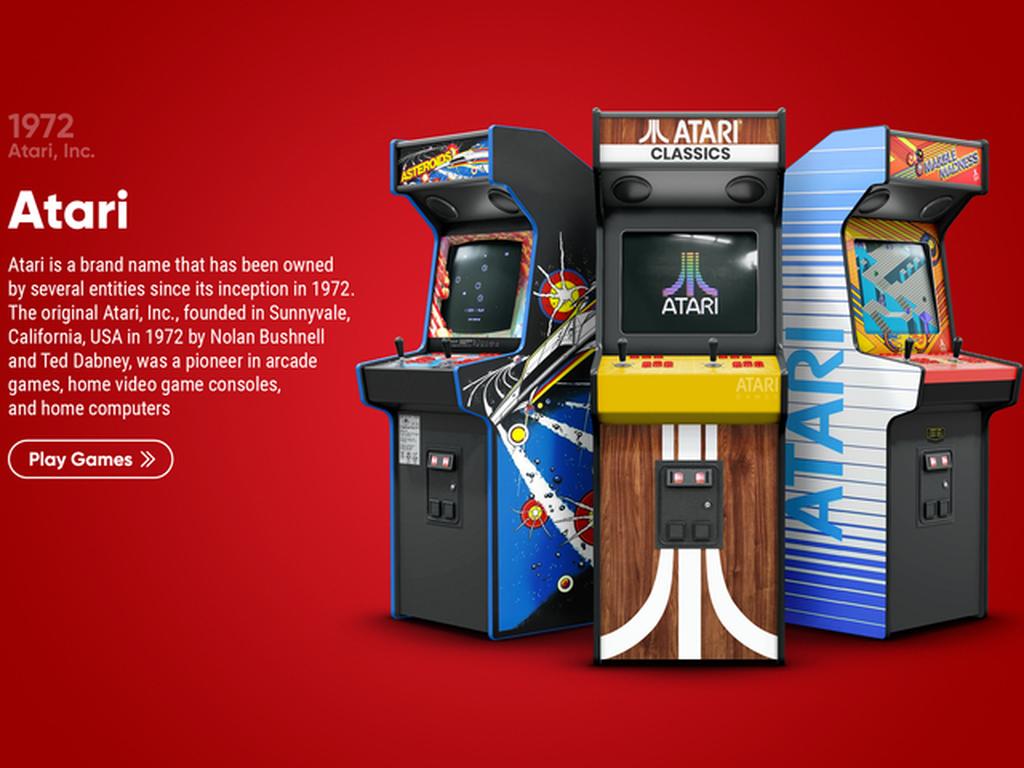 1972
Atari, Inc.
Atari
Atari is a brand name that has been owned
by several entities since its inception in 1972.
The original Atari, Inc., founded in Sunnyvale,
California, USA in 1972 by Nolan Bushnell
and Ted Dabney, was a pioneer in arcade
games, home video game consoles,
and home computers
Play Games
ASTEROIDS
ATARI
CLASSICS
ATARI
ATARI
GAMES
ATARI
MARBLE
MADNESS